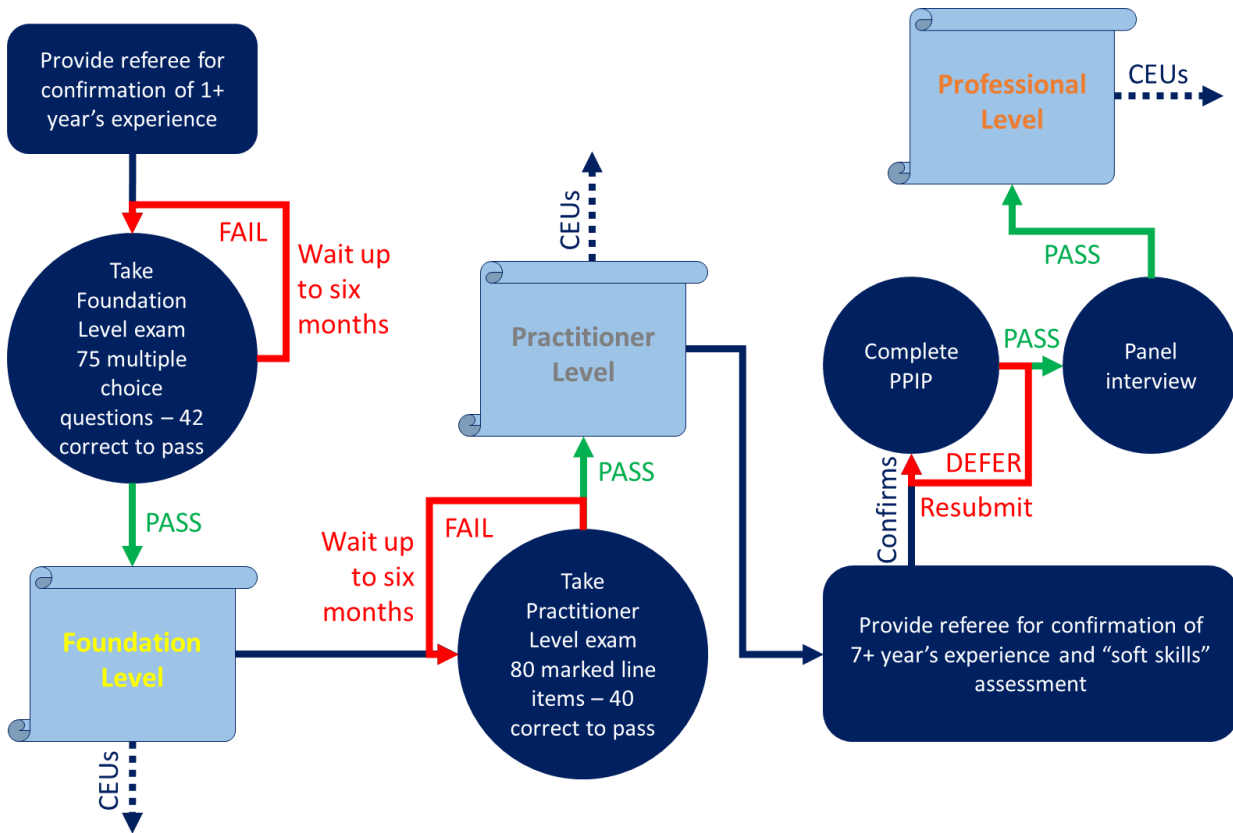 Provide referee for
confirmation of 1+
year’s experience
FAIL
Wait up
to six
months
Take
Foundation
Level exam
75 multiple
choice
questions – 42
correct to pass
PASS
Foundation
Level
CEUs
Wait up
to six
months
FAIL
Take
Practitioner
Level exam
80 marked line
items – 40
correct to pass
PASS
Practitioner
Level
CEUs
Provide referee for confirmation of
7+ year’s experience and “soft skills”
assessment
Confirms
DEFER
Resubmit
Complete
PPIP
PASS
Panel
interview
PASS
Professional
Level
CEUs